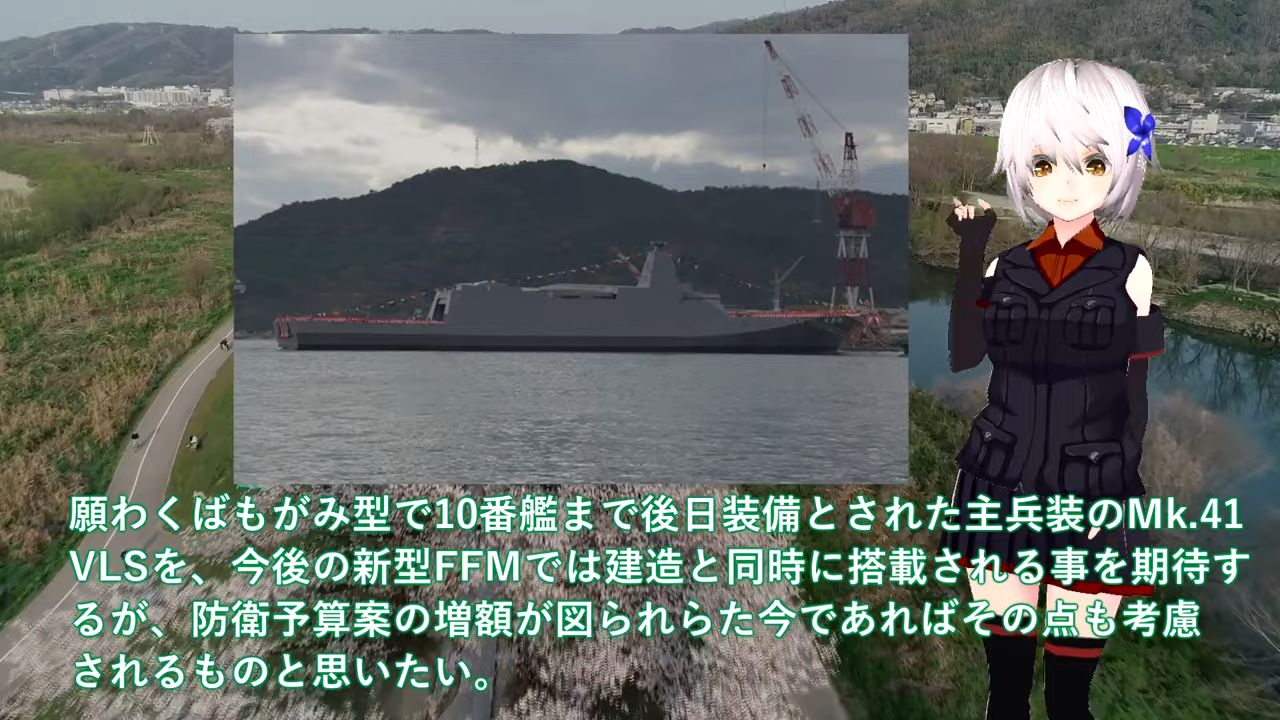 願わくばもがみ型で10番艦まで後日装備とされた主兵装のMk.41
VLSを、今後の新型FFMでは建造と同時に搭載される事を期待す
るが、防衛予算案の増額が図られらた今であればその点も考慮
されるものと思いたい。